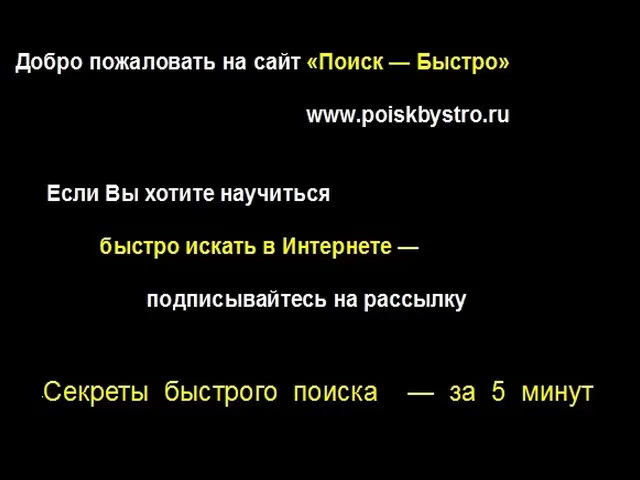 Добро пожаловать на сайт «Поиск — Быстро»
www.poiskbystro.ru
Если Вы хотите научиться
быстро искать в Интернете —
подписывайтесь на рассылку
Секреты быстрого поиска — за 5 минут